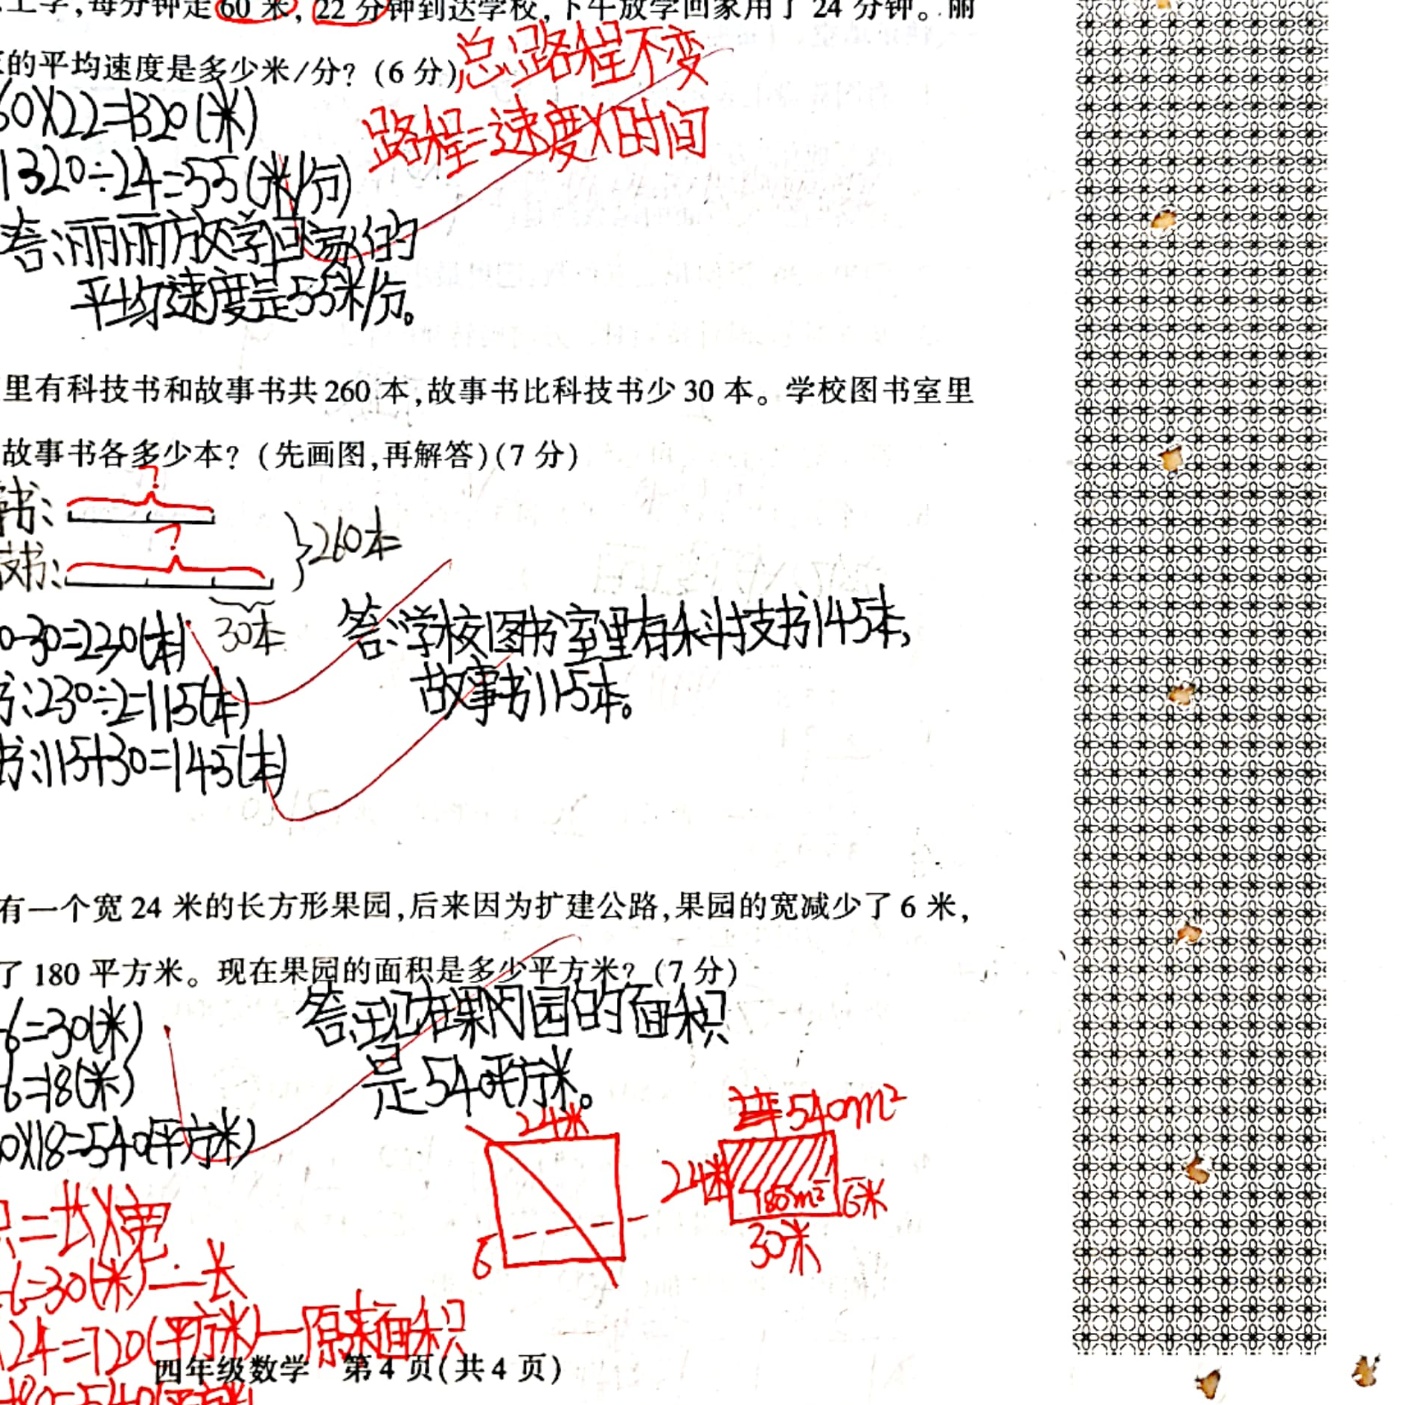 上学,每分钟走60米,22分钟到达学校,下午放学回家用了24分钟。丽
的平均速度是多少米/分?(6分)
总路程不变
60×22=1320(米)
路程=速度×时间
1320÷24=55(米/分)
答:丽丽放学回家的
平均速度是55米/分。
里有科技书和故事书共260本,故事书比科技书少30本。学校图书室里
故事书各多少本?(先画图,再解答)(7分)
?
事书:
?
技书:
260本
30本
0-30=230(本)
答:学校图书室里有科技书145本,
书:230÷2=115(本)
故事书115本。
书:115+30=145(本)
有一个宽24米的长方形果园,后来因为扩建公路,果园的宽减少了6米,
了180平方米。现在果园的面积是多少平方米?(7分)
6=30(米)
答:现在果园的面积
-6=18(米)
是540平方米。
0×18=540(平方米)
24米
540m²
24米
180m²
6米
30米
6
积=长×宽
6=30(米)—长
24=720(平方米)—原来面积
四年级数学 第4页(共4页)
180=540(平方米)